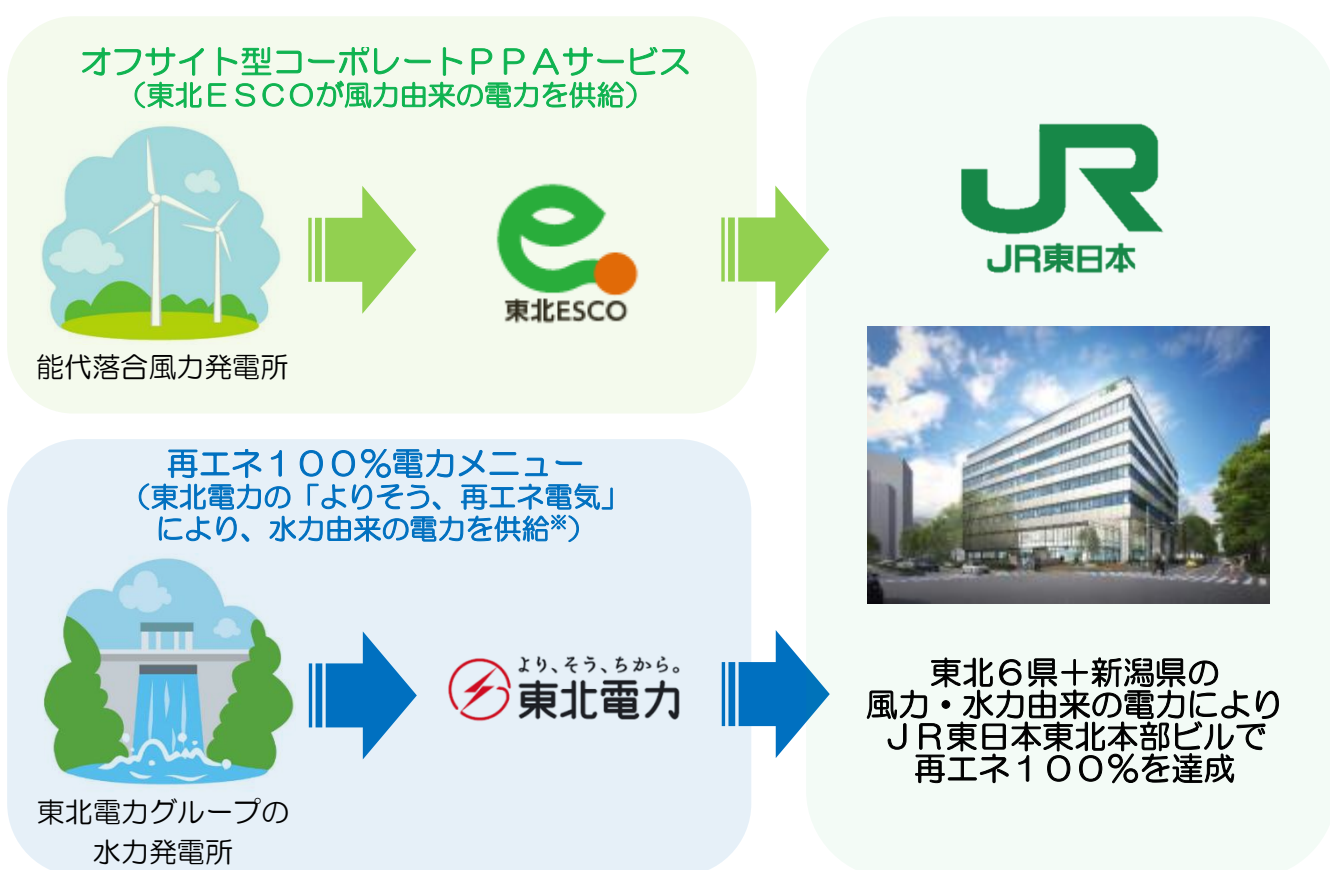 オフサイト型コーポレートＰＰＡサービス
（東北ＥＳＣＯが風力由来の電力を供給）
東北ESCO
能代落合風力発電所
再エネ１００％電力メニュー
（東北電力の「よりそう、再エネ電気」
により、水力由来の電力を供給※）
より、そう、ちから。
東北電力
東北電力グループの
水力発電所
JR
JR東日本
東北６県＋新潟県の
風力・水力由来の電力により
ＪＲ東日本東北本部ビルで
再エネ１００％を達成